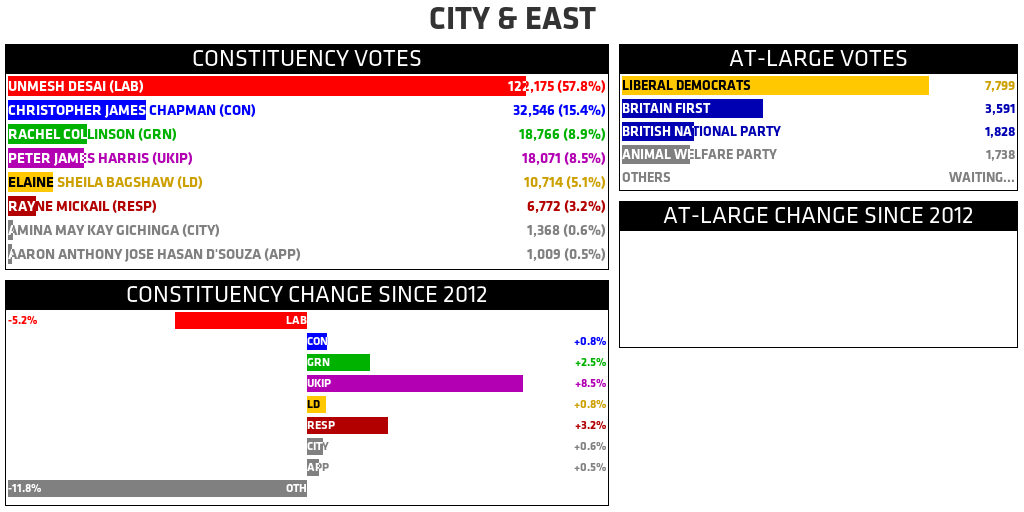 CITY & EAST
CONSTITUENCY VOTES
UNMESH DESAI (LAB) 122,175 (57.8%)
CHRISTOPHER JAMES CHAPMAN (CON) 32,546 (15.4%)
RACHEL COLLINSON (GRN) 18,766 (8.9%)
PETER JAMES HARRIS (UKIP) 18,071 (8.5%)
ELAINE SHEILA BAGSHAW (LD) 10,714 (5.1%)
RAYNE MICKAIL (RESP) 6,772 (3.2%)
AMINA MAY KAY GICHINGA (CITY) 1,368 (0.6%)
AARON ANTHONY JOSE HASAN D'SOUZA (APP) 1,009 (0.5%)
CONSTITUENCY CHANGE SINCE 2012
-5.2% LAB
CON +0.8%
GRN +2.5%
UKIP +8.5%
LD +0.8%
RESP +3.2%
CITY +0.6%
APP +0.5%
-11.8% OTH
AT-LARGE VOTES
LIBERAL DEMOCRATS 7,799
BRITAIN FIRST 3,591
BRITISH NATIONAL PARTY 1,828
ANIMAL WELFARE PARTY 1,738
OTHERS WAITING...
AT-LARGE CHANGE SINCE 2012